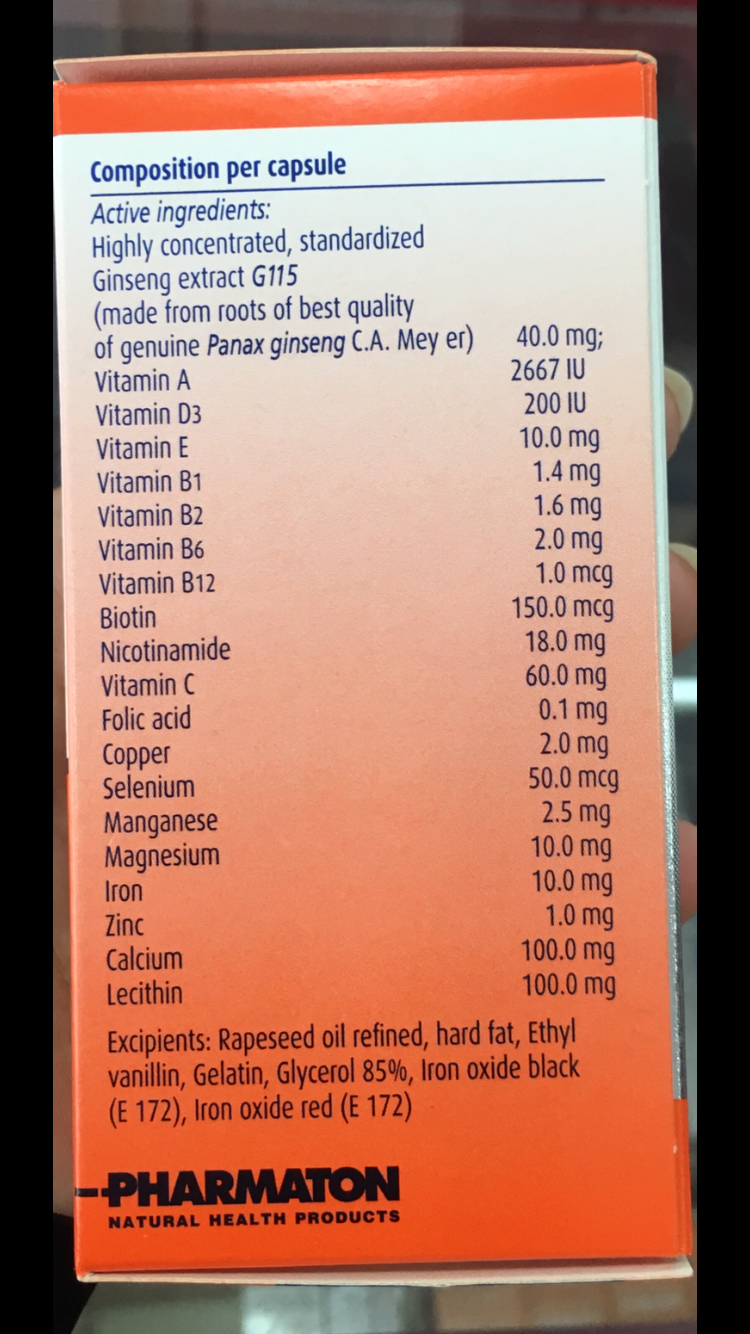 Composition per capsule
Active ingredients:
Highly concentrated, standardized
Ginseng extract G115
(made from roots of best quality
of genuine Panax ginseng C.A. Mey er) 40.0 mg;
Vitamin A 2667 IU
Vitamin D3 200 IU
Vitamin E 10.0 mg
Vitamin B1 1.4 mg
Vitamin B2 1.6 mg
Vitamin B6 2.0 mg
Vitamin B12 1.0 mcg
Biotin 150.0 mcg
Nicotinamide 18.0 mg
Vitamin C 60.0 mg
Folic acid 0.1 mg
Copper 2.0 mg
Selenium 50.0 mcg
Manganese 2.5 mg
Magnesium 10.0 mg
Iron 10.0 mg
Zinc 1.0 mg
Calcium 100.0 mg
Lecithin 100.0 mg
Excipients: Rapeseed oil refined, hard fat, Ethyl
vanillin, Gelatin, Glycerol 85%, Iron oxide black
(E 172), Iron oxide red (E 172)
PHARMATON
NATURAL HEALTH PRODUCTS